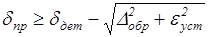 δпр ≥ δдет − √(Δ²обр + ε²уст)